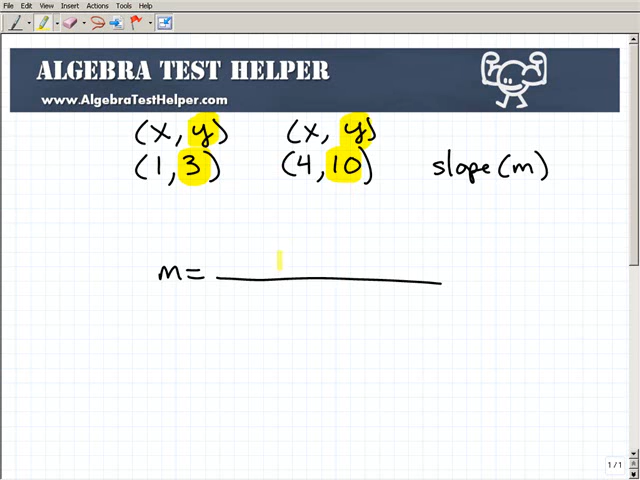 File Edit View Insert Actions Tools Help
ALGEBRA TEST HELPER
www.AlgebraTestHelper.com
(x, y) (x, y)
(1, 3) (4, 10) slope (m)
m=
1/1